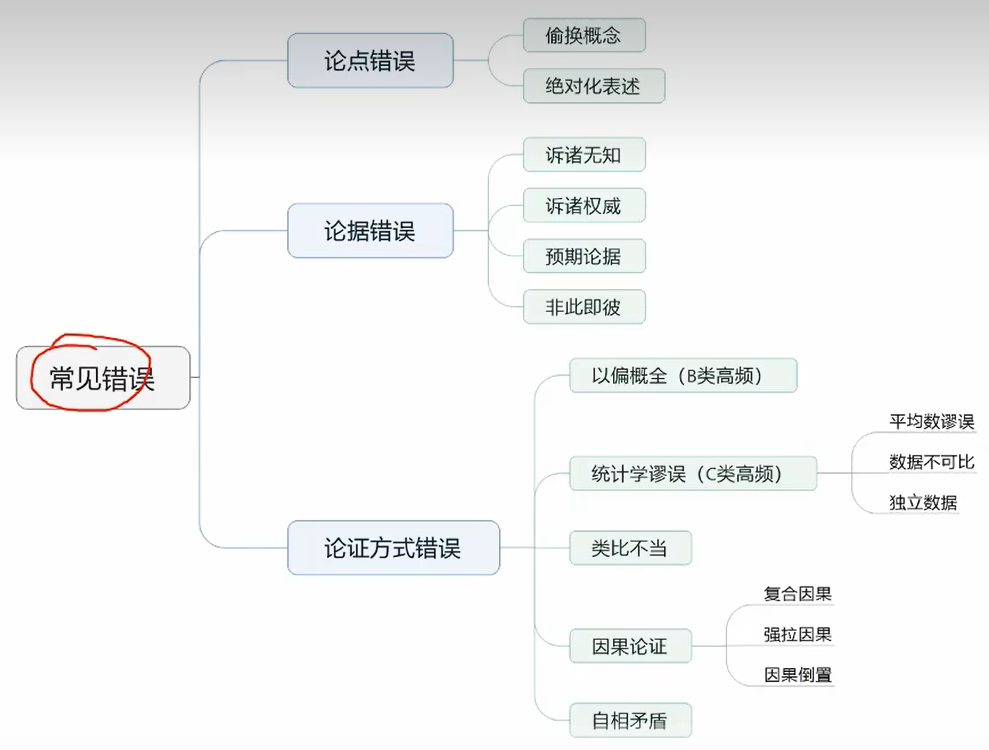 常见错误
论点错误
偷换概念
绝对化表述
论据错误
诉诸无知
诉诸权威
预期论据
非此即彼
论证方式错误
以偏概全（B类高频）
统计学谬误（C类高频）
平均数谬误
数据不可比
独立数据
类比不当
因果论证
复合因果
强拉因果
因果倒置
自相矛盾